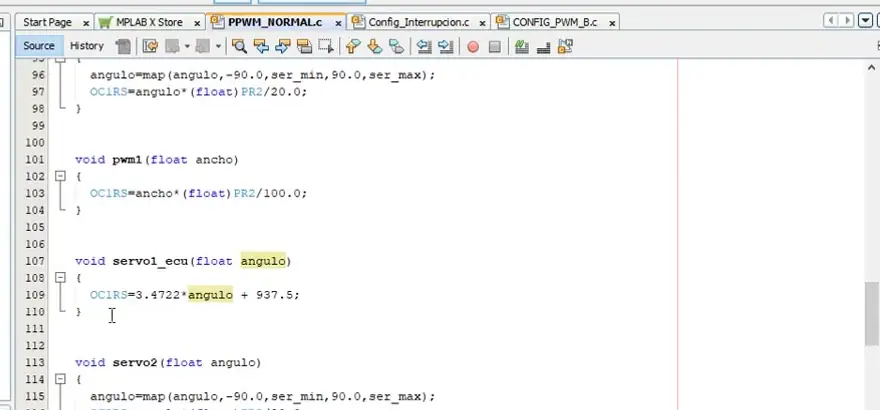 Start Page MPLAB X Store PPWM_NORMAL.c Config_Interrupcion.c CONFIG_PWM_B.c
Source History
95 {
96 angulo=map(angulo,-90.0,ser_min,90.0,ser_max);
97 OC1RS=angulo*(float)PR2/20.0;
98 }
99
100
101 void pwm1(float ancho)
102 {
103 OC1RS=ancho*(float)PR2/100.0;
104 }
105
106
107 void servo1_ecu(float angulo)
108 {
109 OC1RS=3.4722*angulo + 937.5;
110 }
111
112
113 void servo2(float angulo)
114 {
115 angulo=map(angulo,-90.0,ser_min,90.0,ser_max);